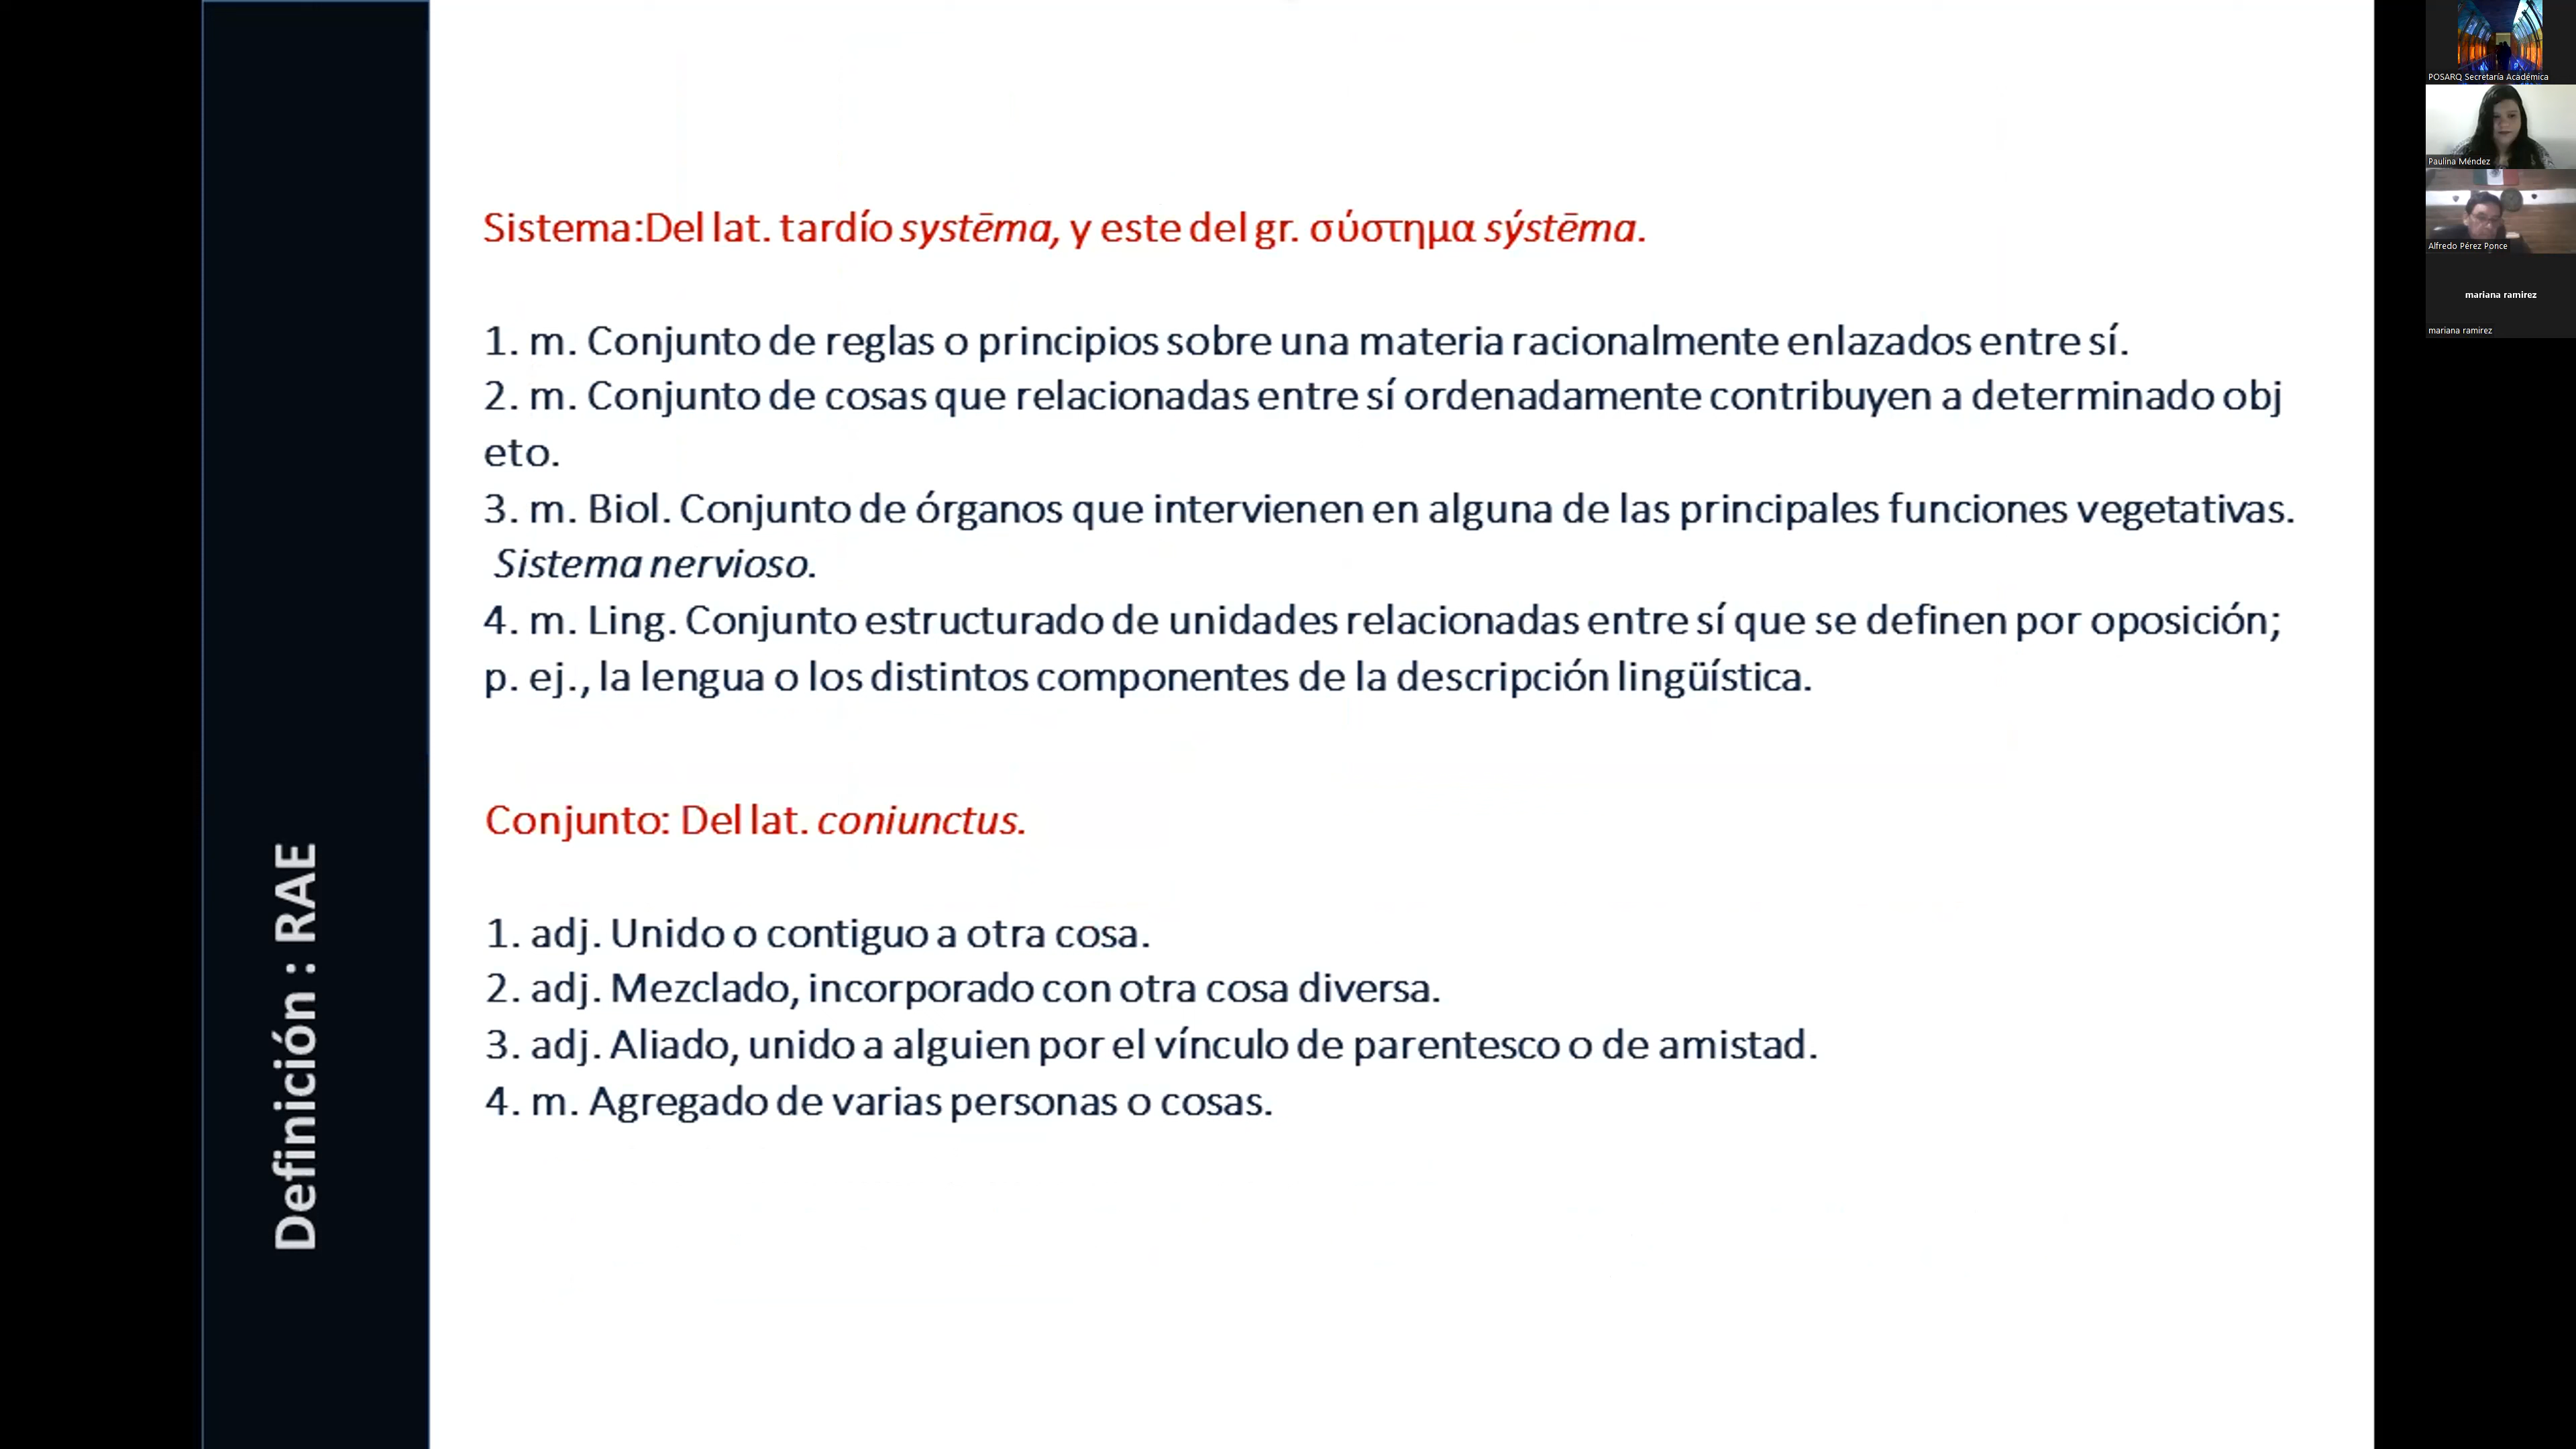 Definición : RAE
Sistema:Del lat. tardío systēma, y este del gr. σύστημα sýstēma.
1. m. Conjunto de reglas o principios sobre una materia racionalmente enlazados entre sí.
2. m. Conjunto de cosas que relacionadas entre sí ordenadamente contribuyen a determinado obj
eto.
3. m. Biol. Conjunto de órganos que intervienen en alguna de las principales funciones vegetativas.
Sistema nervioso.
4. m. Ling. Conjunto estructurado de unidades relacionadas entre sí que se definen por oposición;
p. ej., la lengua o los distintos componentes de la descripción lingüística.
Conjunto: Del lat. coniunctus.
1. adj. Unido o contiguo a otra cosa.
2. adj. Mezclado, incorporado con otra cosa diversa.
3. adj. Aliado, unido a alguien por el vínculo de parentesco o de amistad.
4. m. Agregado de varias personas o cosas.
POSARQ Secretaría Académica
Paulina Méndez
Alfredo Pérez Ponce
mariana ramirez
mariana ramirez